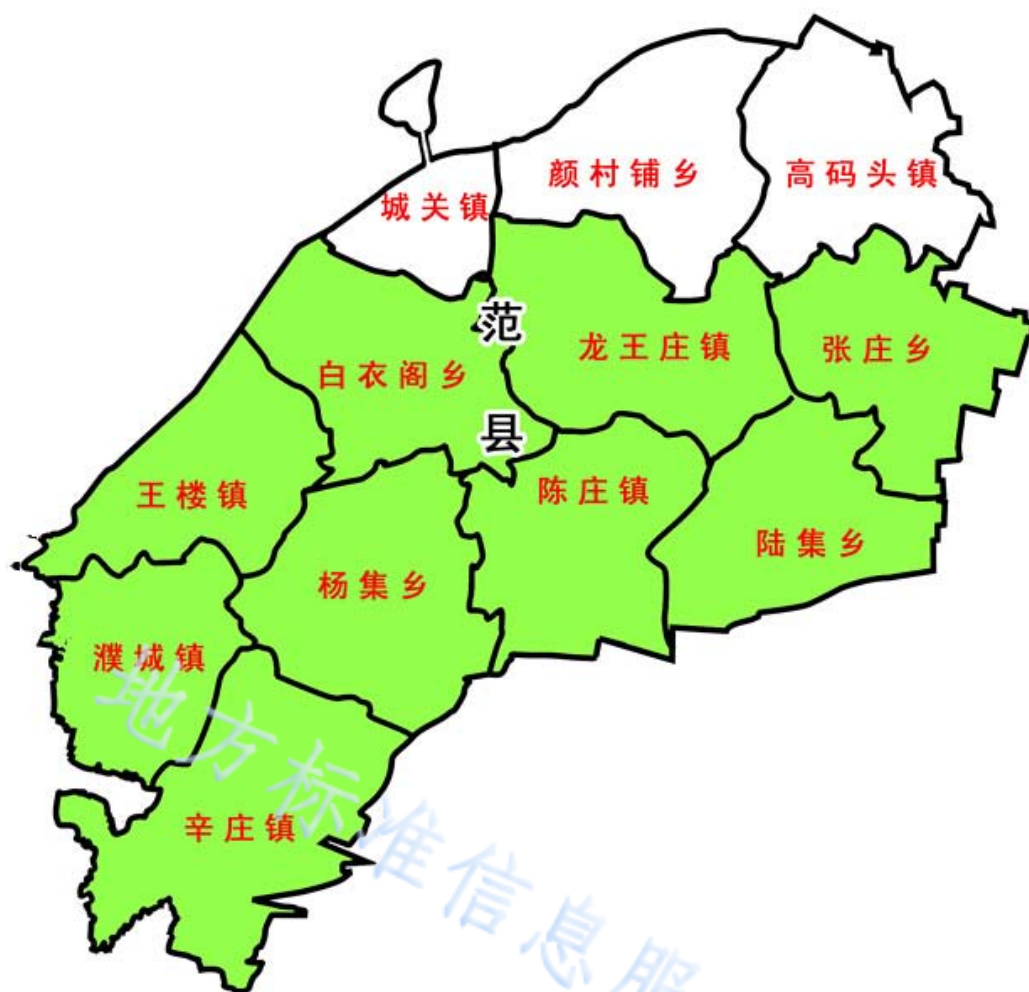 颜村铺乡
高码头镇
城关镇
范县
龙王庄镇
张庄乡
白衣阁乡
王楼镇
陈庄镇
陆集乡
杨集乡
濮城镇
辛庄镇
地方标准信息服